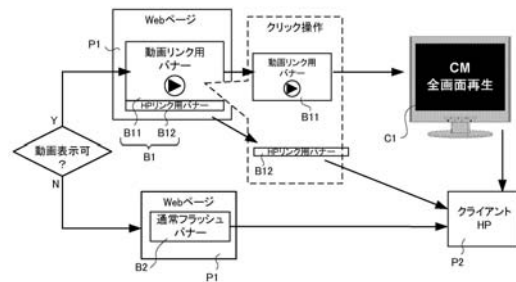 Webページ
P1
動画リンク用
バナー
HPリンク用バナー
B11
B12
B1
クリック操作
動画リンク用
バナー
B11
HPリンク用バナー
B12
CM
全画面再生
C1
Y
動画表示可
?
N
Webページ
通常フラッシュ
バナー
B2
P1
クライアント
HP
P2